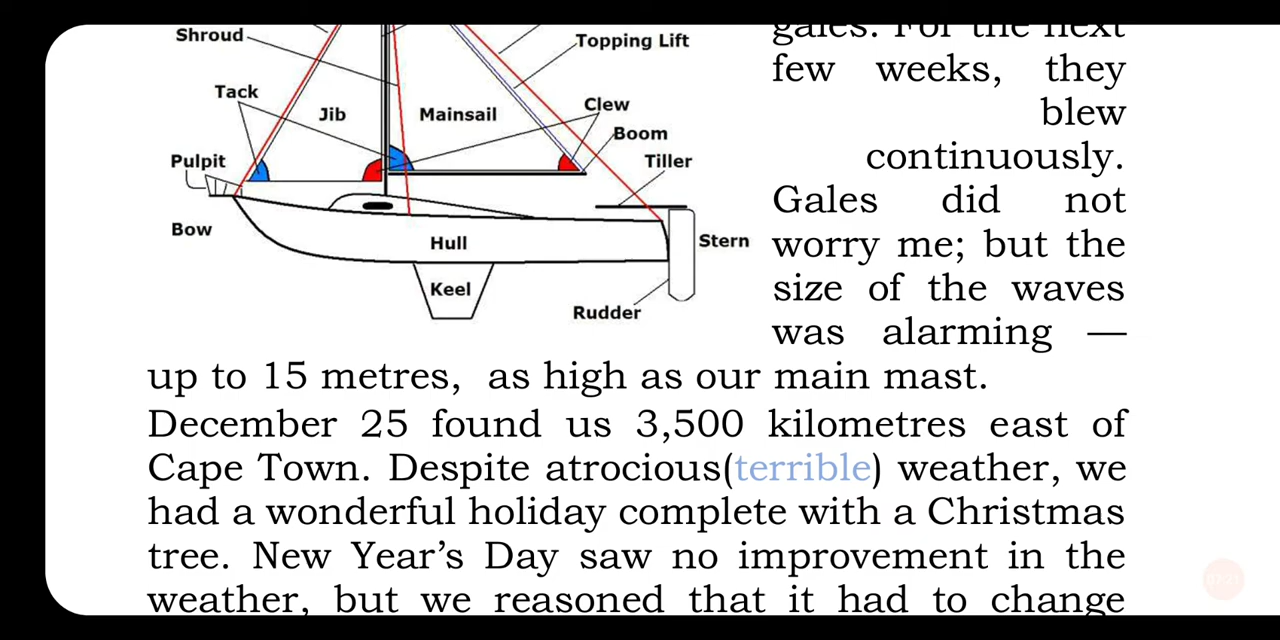 Shroud
Topping Lift
Tack
Clew
Jib
Mainsail
Boom
Pulpit
Tiller
Bow
Hull
Stern
Keel
Rudder
gales. For the next
few weeks, they
blew
continuously.
Gales did not
worry me; but the
size of the waves
was alarming —
up to 15 metres, as high as our main mast.
December 25 found us 3,500 kilometres east of
Cape Town. Despite atrocious(terrible) weather, we
had a wonderful holiday complete with a Christmas
tree. New Year’s Day saw no improvement in the
weather, but we reasoned that it had to change